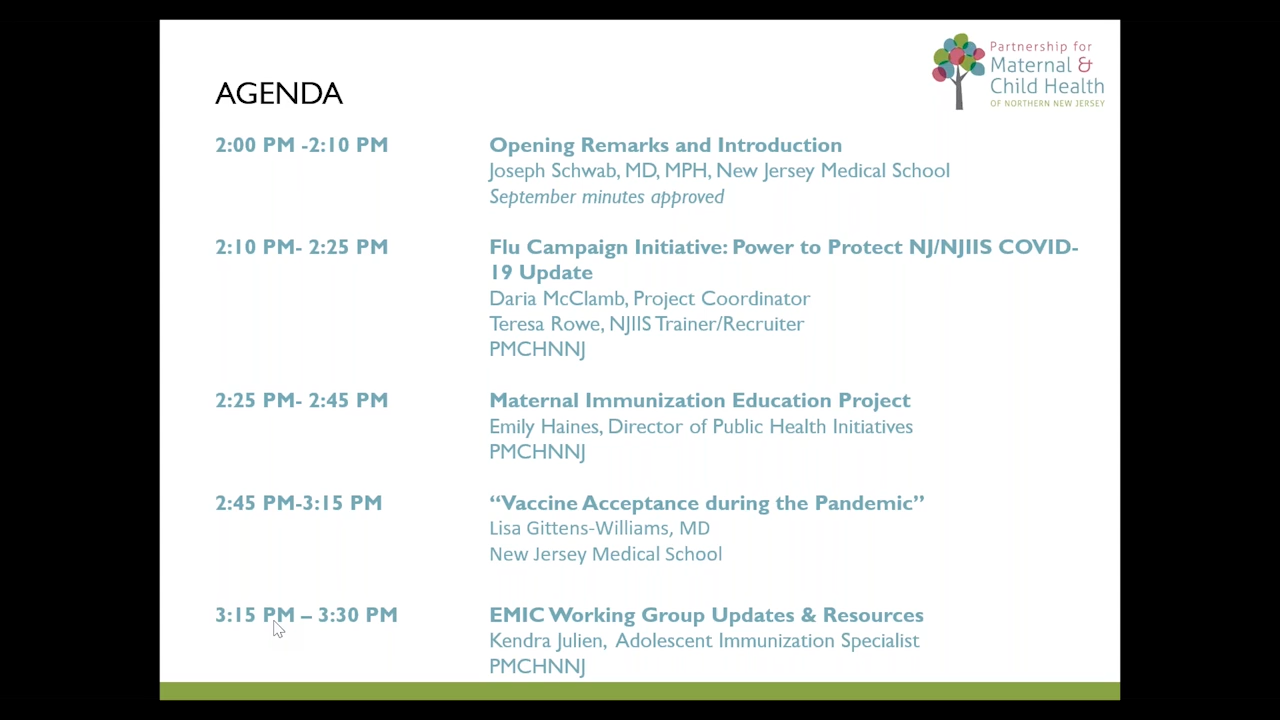 Partnership for
Maternal &
Child Health
OF NORTHERN NEW JERSEY
AGENDA
2:00 PM -2:10 PM
Opening Remarks and Introduction
Joseph Schwab, MD, MPH, New Jersey Medical School
September minutes approved
2:10 PM- 2:25 PM
Flu Campaign Initiative: Power to Protect NJ/NJIIS COVID-
19 Update
Daria McClamb, Project Coordinator
Teresa Rowe, NJIIS Trainer/Recruiter
PMCHNNJ
2:25 PM- 2:45 PM
Maternal Immunization Education Project
Emily Haines, Director of Public Health Initiatives
PMCHNNJ
2:45 PM-3:15 PM
“Vaccine Acceptance during the Pandemic”
Lisa Gittens-Williams, MD
New Jersey Medical School
3:15 PM – 3:30 PM
EMIC Working Group Updates & Resources
Kendra Julien, Adolescent Immunization Specialist
PMCHNNJ